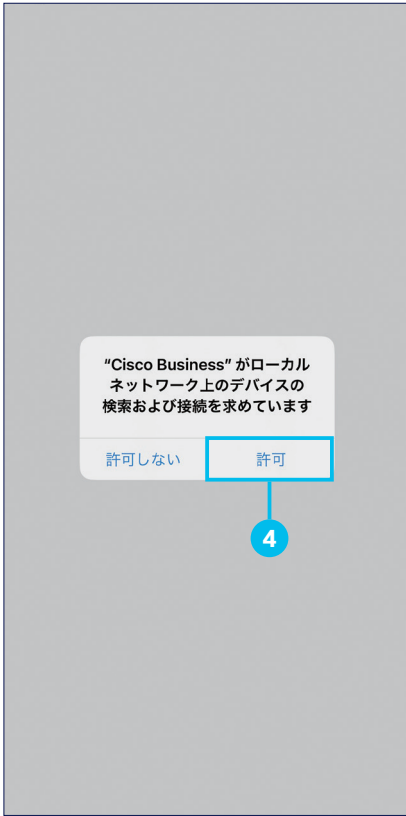 “Cisco Business” がローカル
ネットワーク上のデバイスの
検索および接続を求めています
許可しない 許可
4